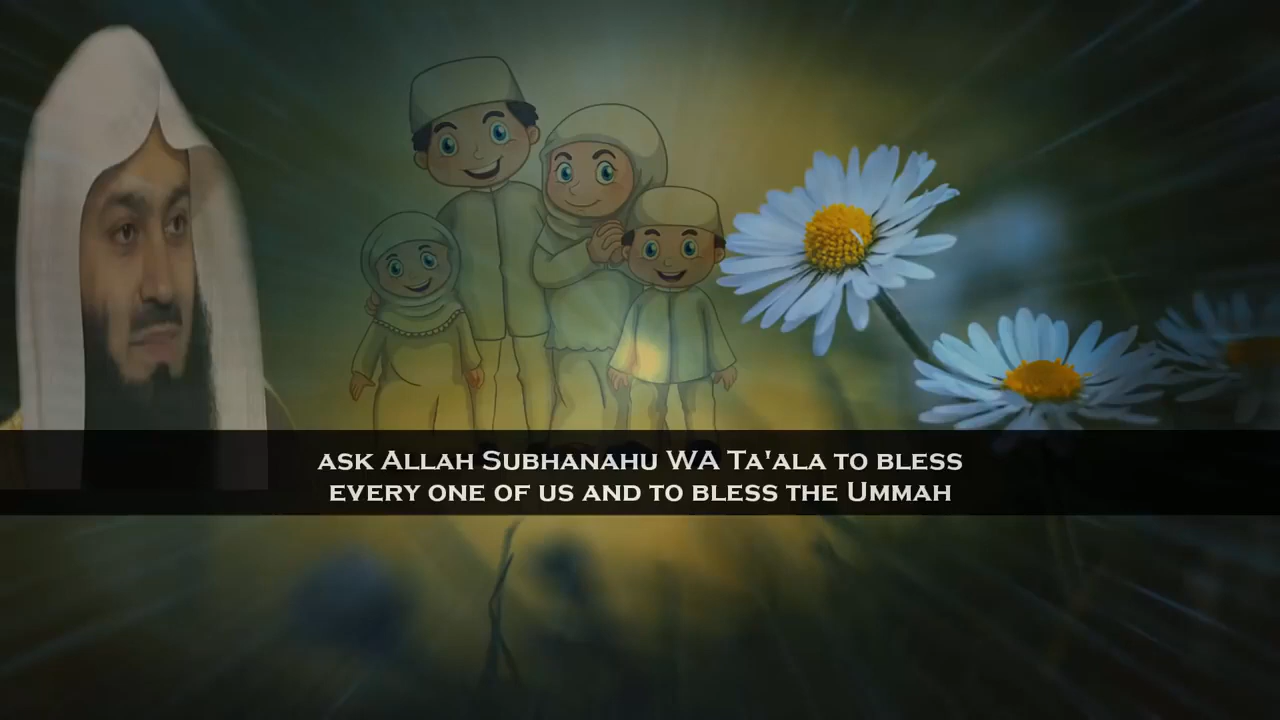 ASK ALLAH SUBHANAHU WA TA'ALA TO BLESS
EVERY ONE OF US AND TO BLESS THE UMMAH